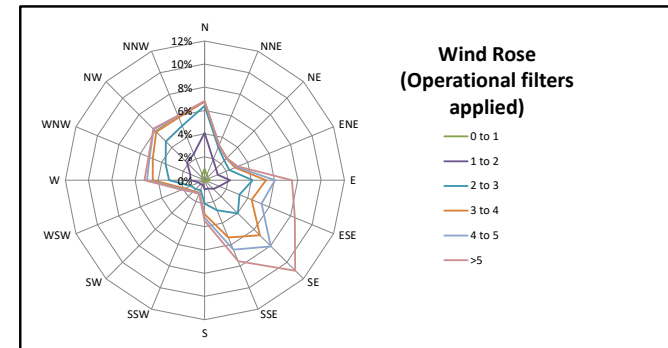 N
12%
NNW
NNE
10%
NW
NE
8%
6%
WNW
ENE
4%
2%
W
0%
E
WSW
ESE
SW
SE
SSW
SSE
S
Wind Rose
(Operational filters
applied)
0 to 1
1 to 2
2 to 3
3 to 4
4 to 5
>5